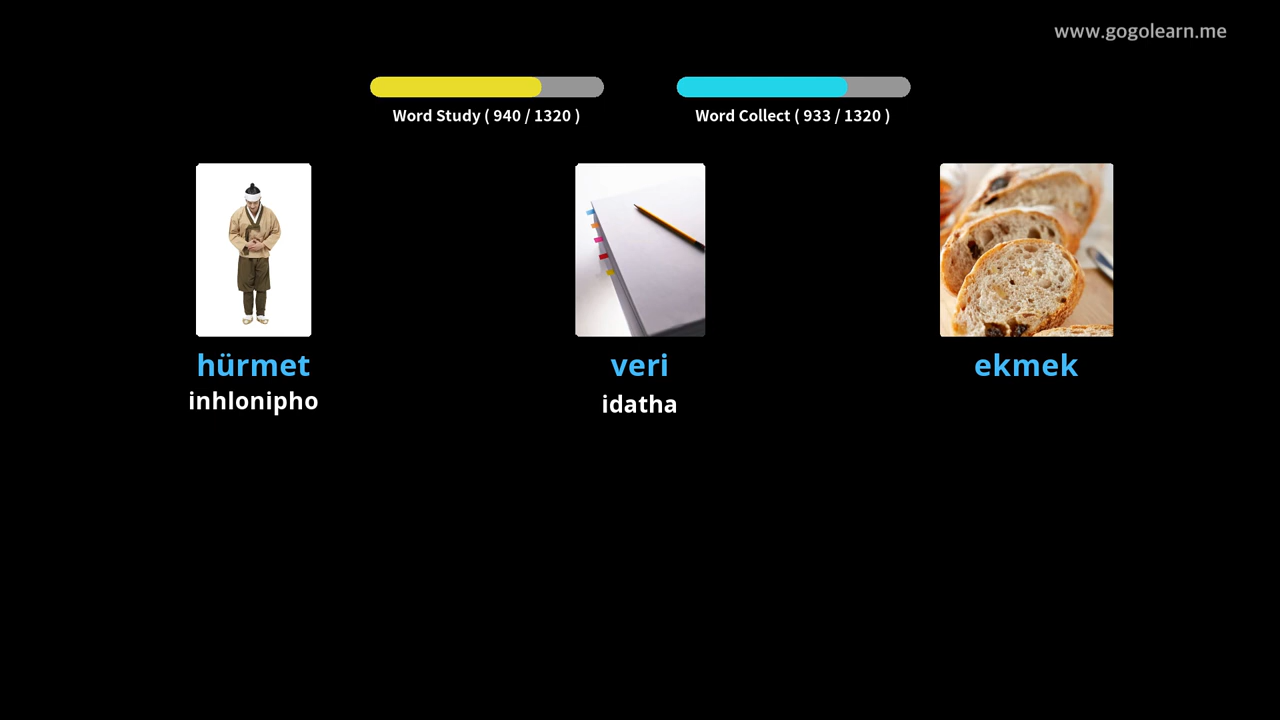 www.gogolearn.me
Word Study ( 940 / 1320 )
Word Collect ( 933 / 1320 )
hürmet
inhlonipho
veri
idatha
ekmek